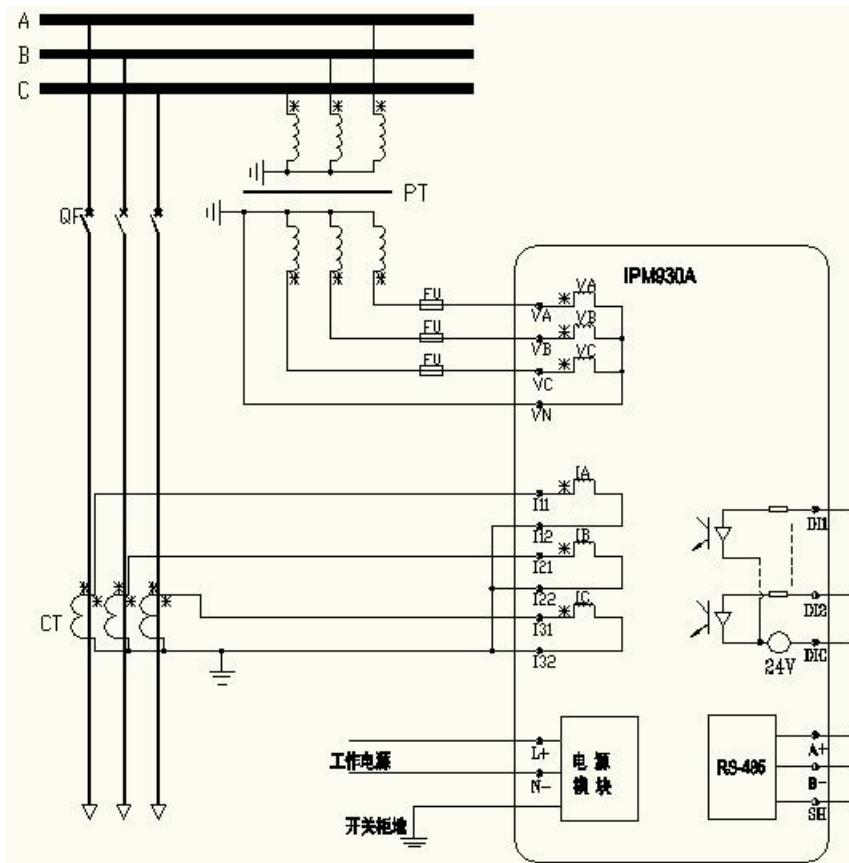 A
B
C
PT
QF
IPM930A
FU
VA
VA
FU
VB
VB
FU
VC
VC
VN
IA
I11
I12
IB
I21
I22
IC
I31
I32
CT
DI1
DI2
DIC
24V
工作电源
L+
N-
电源
模块
开关柜地
RS-485
A+
B-
SH